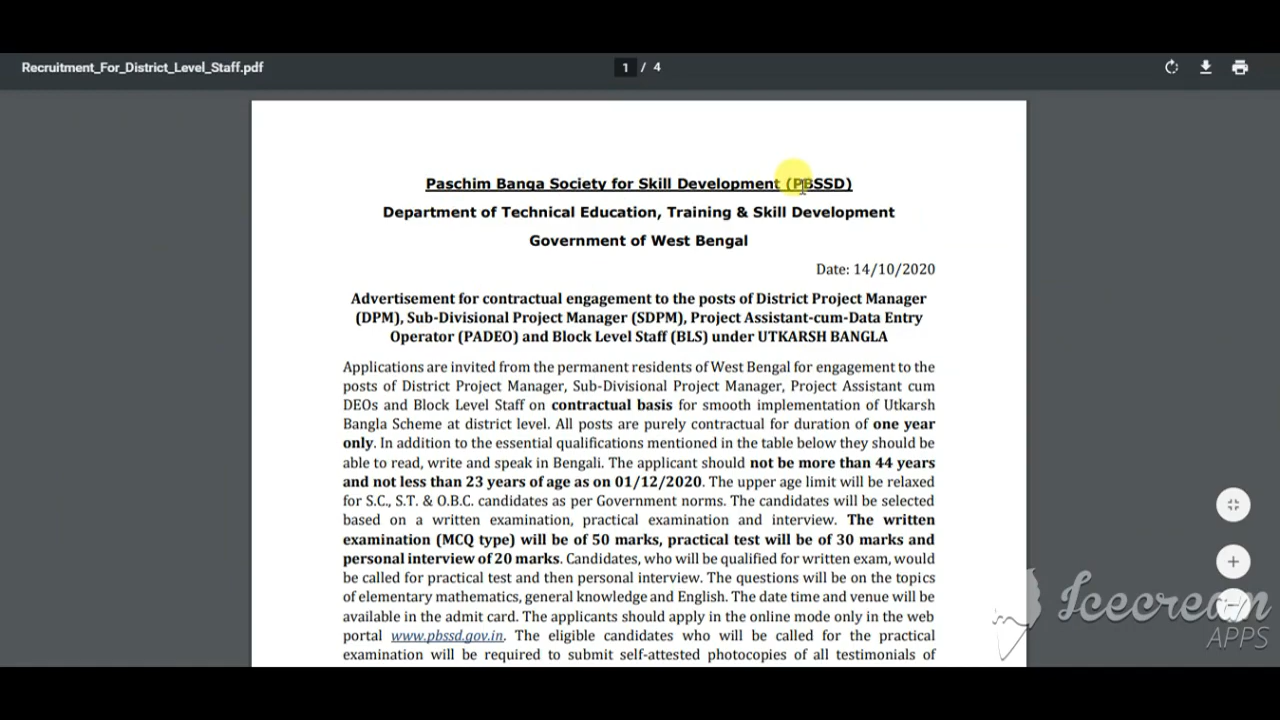 Recruitment_For_District_Level_Staff.pdf
1 / 4
Paschim Banga Society for Skill Development (PBSSD)
Department of Technical Education, Training & Skill Development
Government of West Bengal
Date: 14/10/2020
Advertisement for contractual engagement to the posts of District Project Manager
(DPM), Sub-Divisional Project Manager (SDPM), Project Assistant-cum-Data Entry
Operator (PADEO) and Block Level Staff (BLS) under UTKARSH BANGLA
Applications are invited from the permanent residents of West Bengal for engagement to the
posts of District Project Manager, Sub-Divisional Project Manager, Project Assistant cum
DEOs and Block Level Staff on contractual basis for smooth implementation of Utkarsh
Bangla Scheme at district level. All posts are purely contractual for duration of one year
only. In addition to the essential qualifications mentioned in the table below they should be
able to read, write and speak in Bengali. The applicant should not be more than 44 years
and not less than 23 years of age as on 01/12/2020. The upper age limit will be relaxed
for S.C., S.T. & O.B.C. candidates as per Government norms. The candidates will be selected
based on a written examination, practical examination and interview. The written
examination (MCQ type) will be of 50 marks, practical test will be of 30 marks and
personal interview of 20 marks. Candidates, who will be qualified for written exam, would
be called for practical test and then personal interview. The questions will be on the topics
of elementary mathematics, general knowledge and English. The date time and venue will be
available in the admit card. The applicants should apply in the online mode only in the web
portal www.pbssd.gov.in. The eligible candidates who will be called for the practical
examination will be required to submit self-attested photocopies of all testimonials of
Icecream
APPS